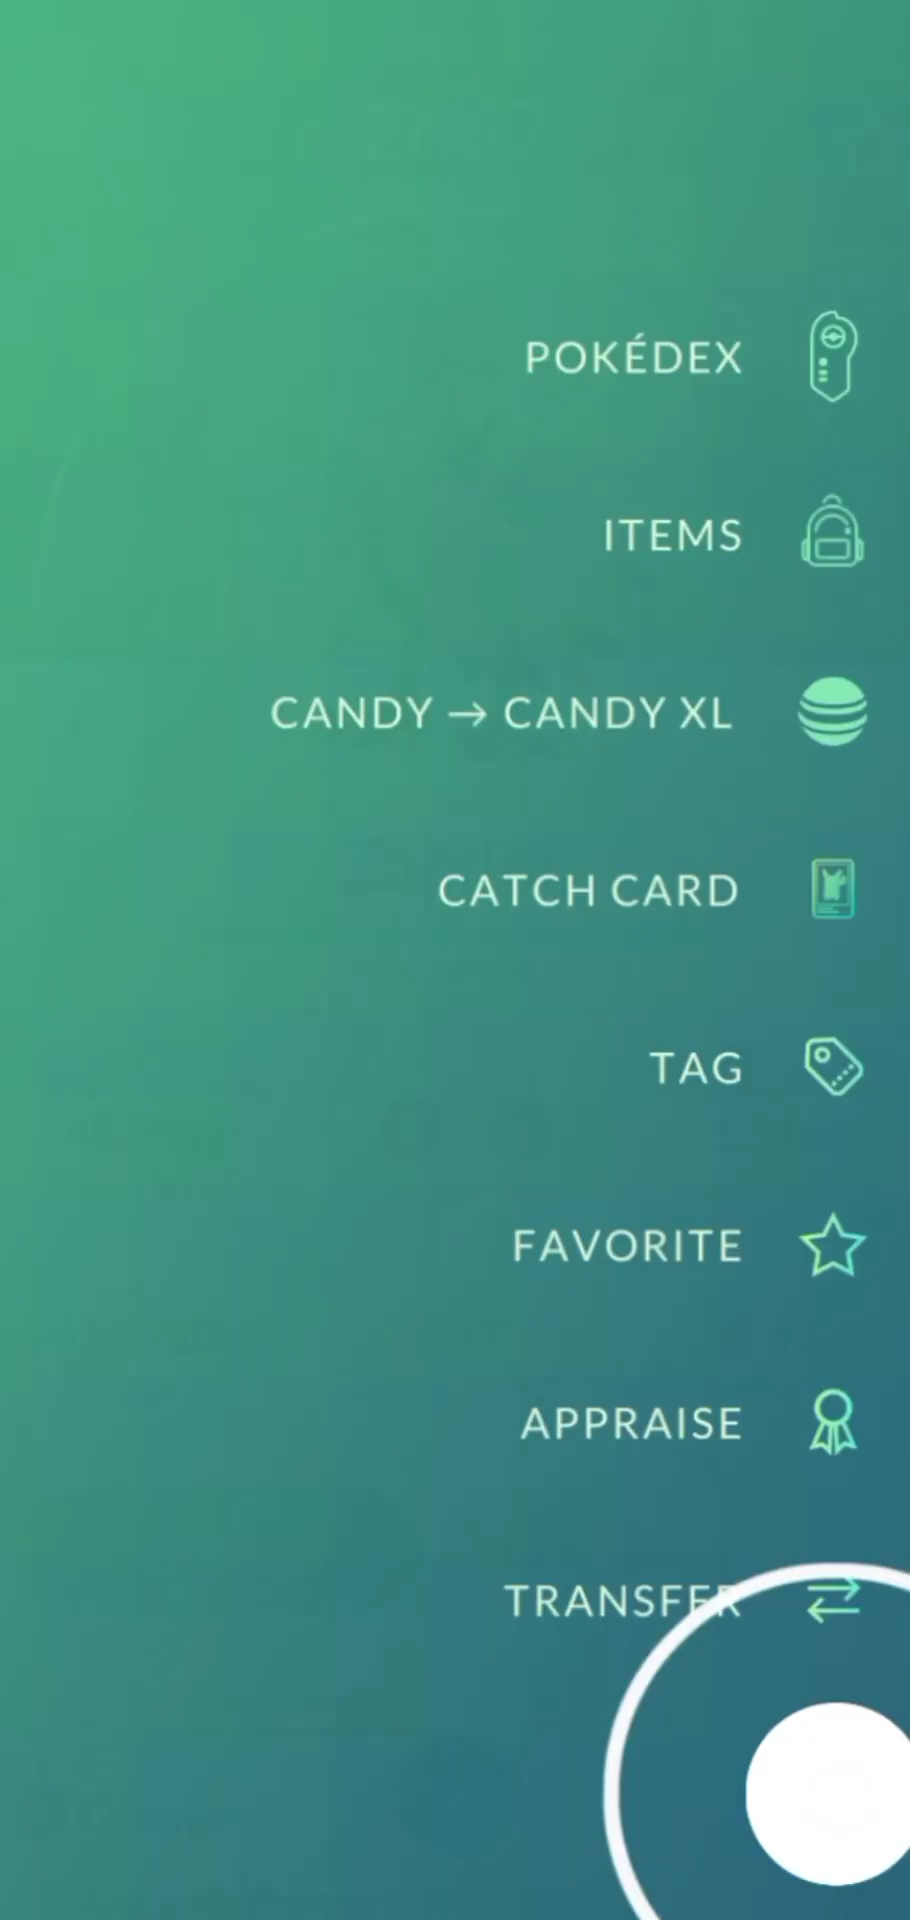 POKÉDEX
ITEMS
CANDY → CANDY XL
CATCH CARD
TAG
FAVORITE
APPRAISE
TRANSFER